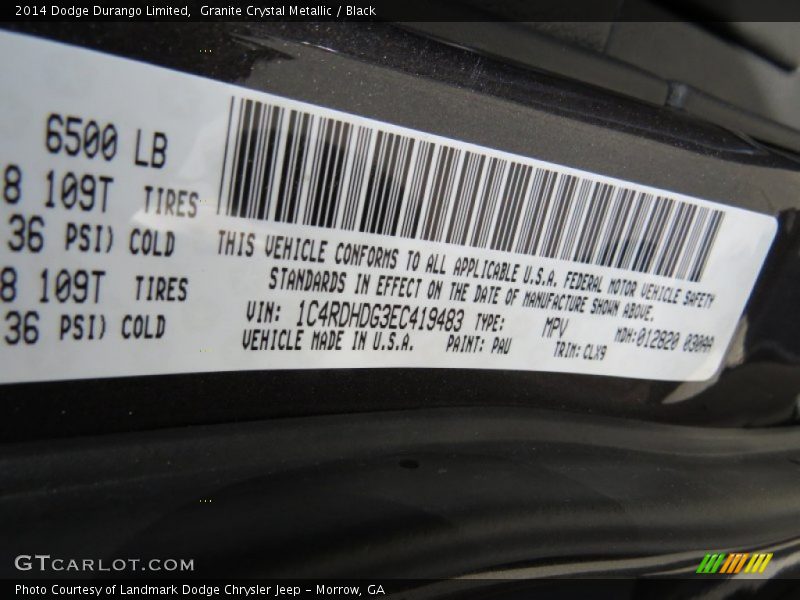 2014 Dodge Durango Limited, Granite Crystal Metallic / Black
6500 LB
8 109T TIRES
36 PSI) COLD
8 109T TIRES
36 PSI) COLD
THIS VEHICLE CONFORMS TO ALL APPLICABLE U.S.A. FEDERAL MOTOR VEHICLE SAFETY
STANDARDS IN EFFECT ON THE DATE OF MANUFACTURE SHOWN ABOVE.
VIN: 1C4RDHDG3EC419483 TYPE: MPV MDH:012820 030AA
VEHICLE MADE IN U.S.A. PAINT: PAU TRIM: CLX9
GTCARLOT.COM
Photo Courtesy of Landmark Dodge Chrysler Jeep - Morrow, GA